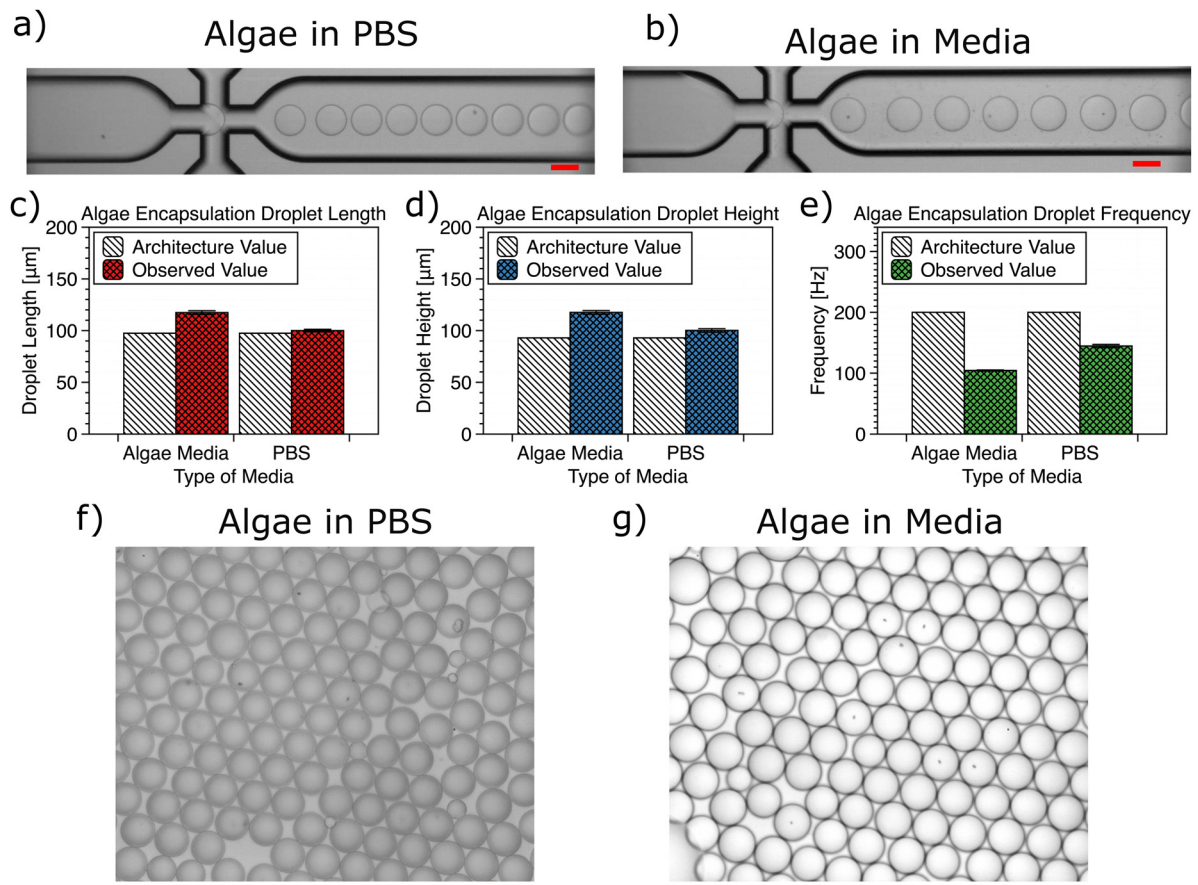 a)
Algae in PBS
b)
Algae in Media
c)
Algae Encapsulation Droplet Length
200
150
100
50
0
Droplet Length [µm]
Architecture Value
Observed Value
Algae Media
PBS
Type of Media
d)
Algae Encapsulation Droplet Height
200
150
100
50
0
Droplet Height [µm]
Architecture Value
Observed Value
Algae Media
PBS
Type of Media
e)
Algae Encapsulation Droplet Frequency
300
200
100
0
Frequency [Hz]
Architecture Value
Observed Value
Algae Media
PBS
Type of Media
f)
Algae in PBS
g)
Algae in Media